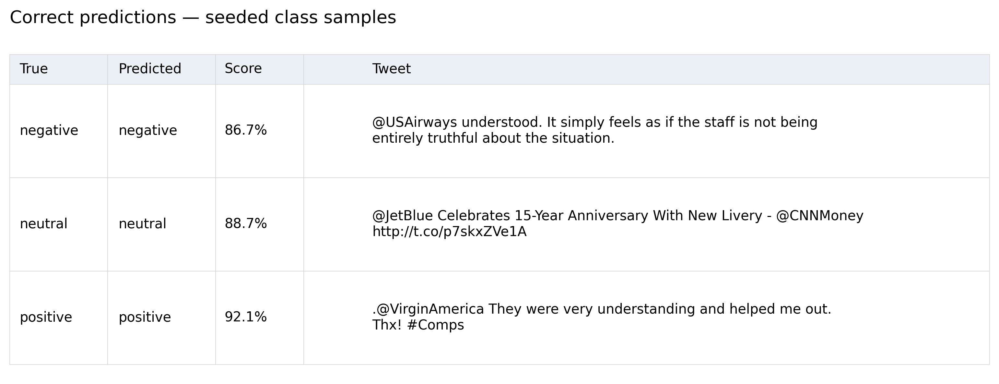 Correct predictions — seeded class samples
True Predicted Score Tweet
negative negative 86.7% @USAirways understood. It simply feels as if the staff is not being
entirely truthful about the situation.
neutral neutral 88.7% @JetBlue Celebrates 15-Year Anniversary With New Livery - @CNNMoney
http://t.co/p7skxZVe1A
positive positive 92.1% .@VirginAmerica They were very understanding and helped me out.
Thx! #Comps